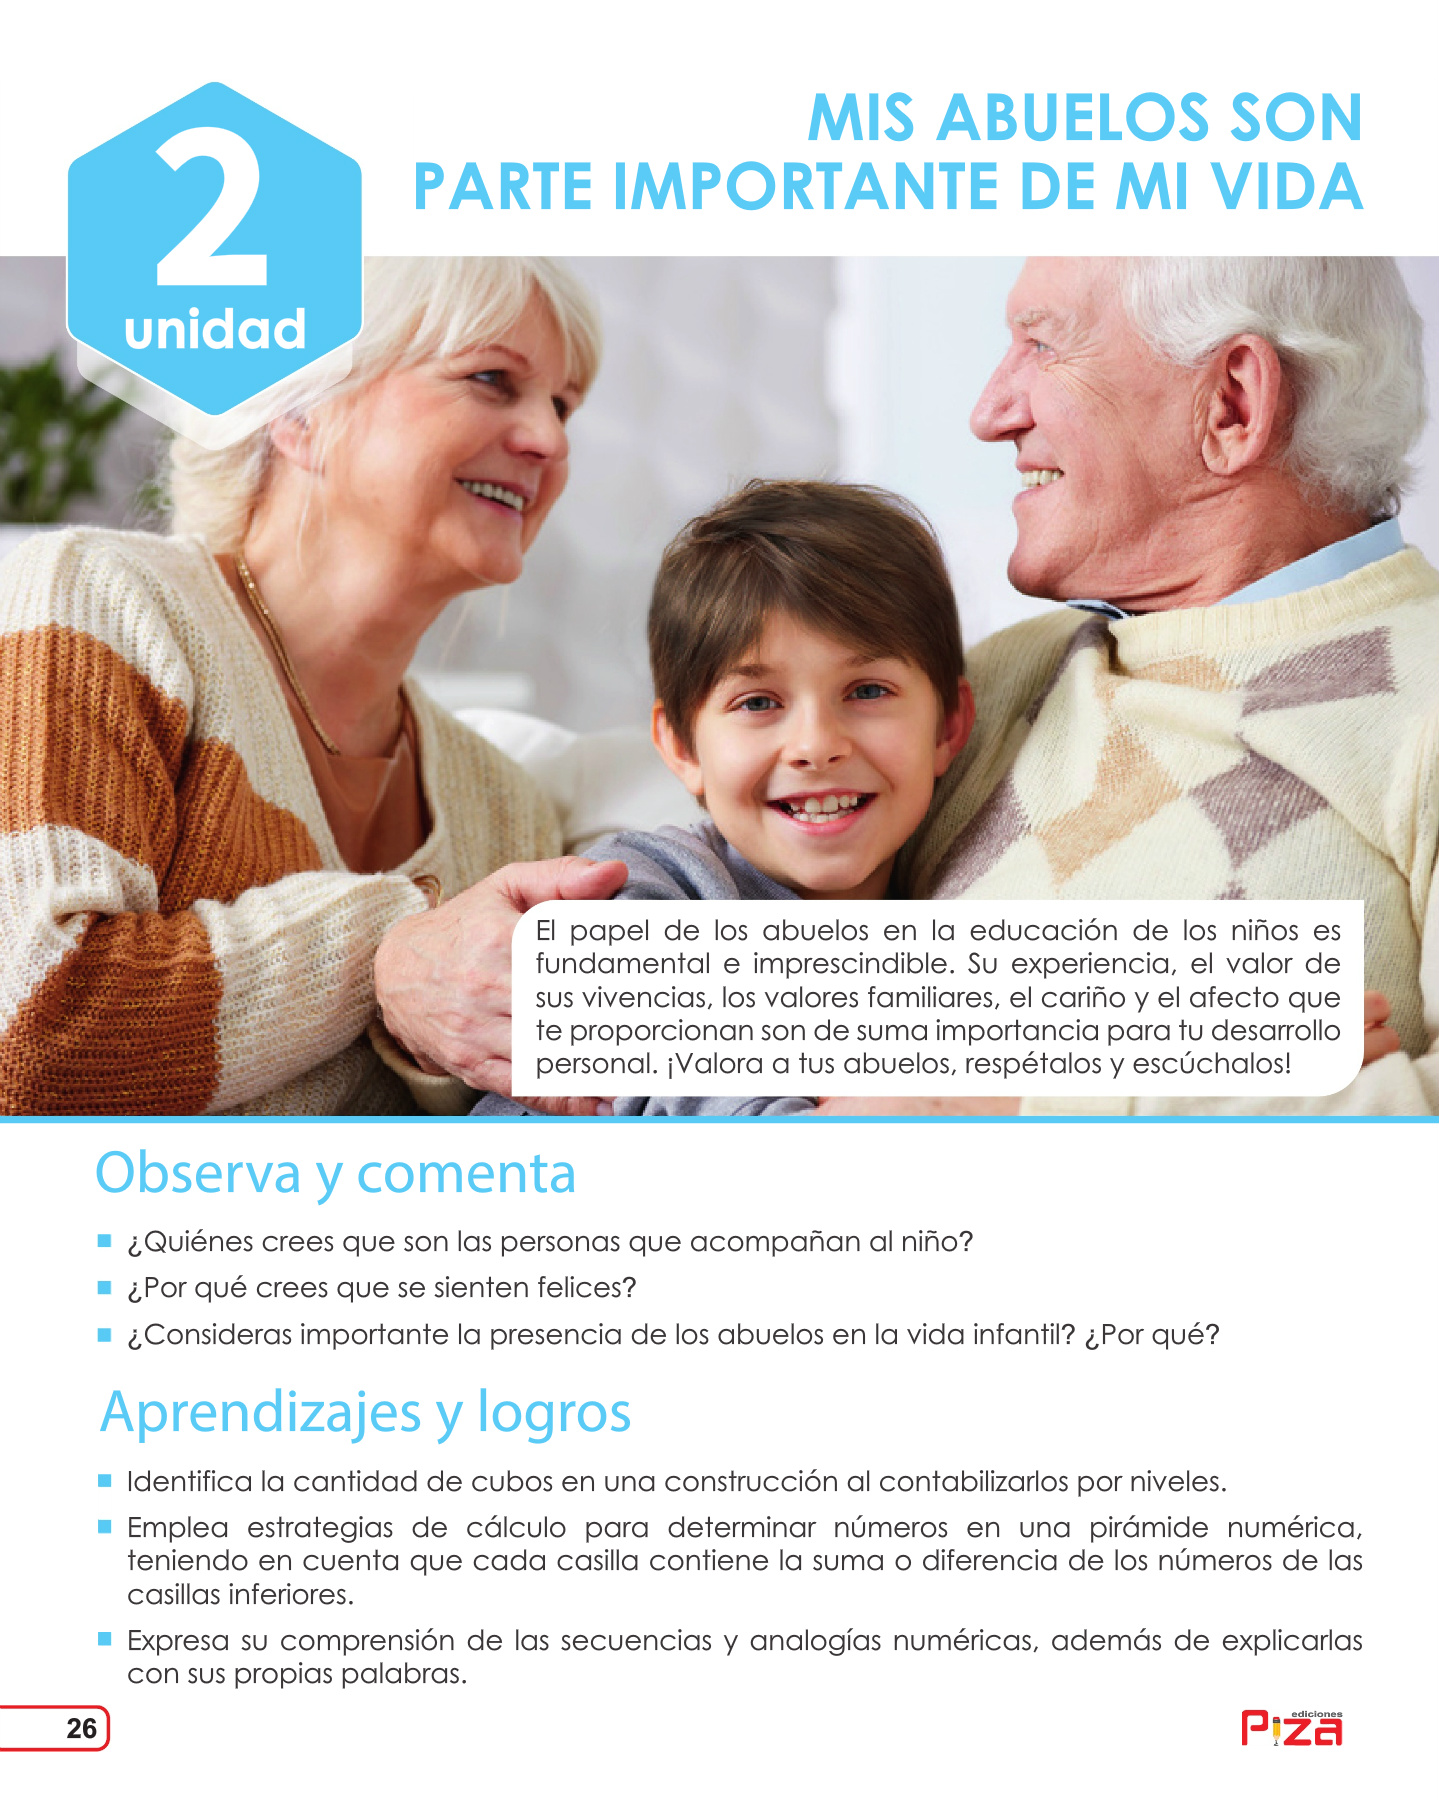 MIS ABUELOS SON
PARTE IMPORTANTE DE MI VIDA
2
unidad
El papel de los abuelos en la educación de los niños es
fundamental e imprescindible. Su experiencia, el valor de
sus vivencias, los valores familiares, el cariño y el afecto que
te proporcionan son de suma importancia para tu desarrollo
personal. ¡Valora a tus abuelos, respétalos y escúchalos!
Observa y comenta
¿Quiénes crees que son las personas que acompañan al niño?
¿Por qué crees que se sienten felices?
¿Consideras importante la presencia de los abuelos en la vida infantil? ¿Por qué?
Aprendizajes y logros
Identifica la cantidad de cubos en una construcción al contabilizarlos por niveles.
Emplea estrategias de cálculo para determinar números en una pirámide numérica,
teniendo en cuenta que cada casilla contiene la suma o diferencia de los números de las
casillas inferiores.
Expresa su comprensión de las secuencias y analogías numéricas, además de explicarlas
con sus propias palabras.
26
ediciones
Piza